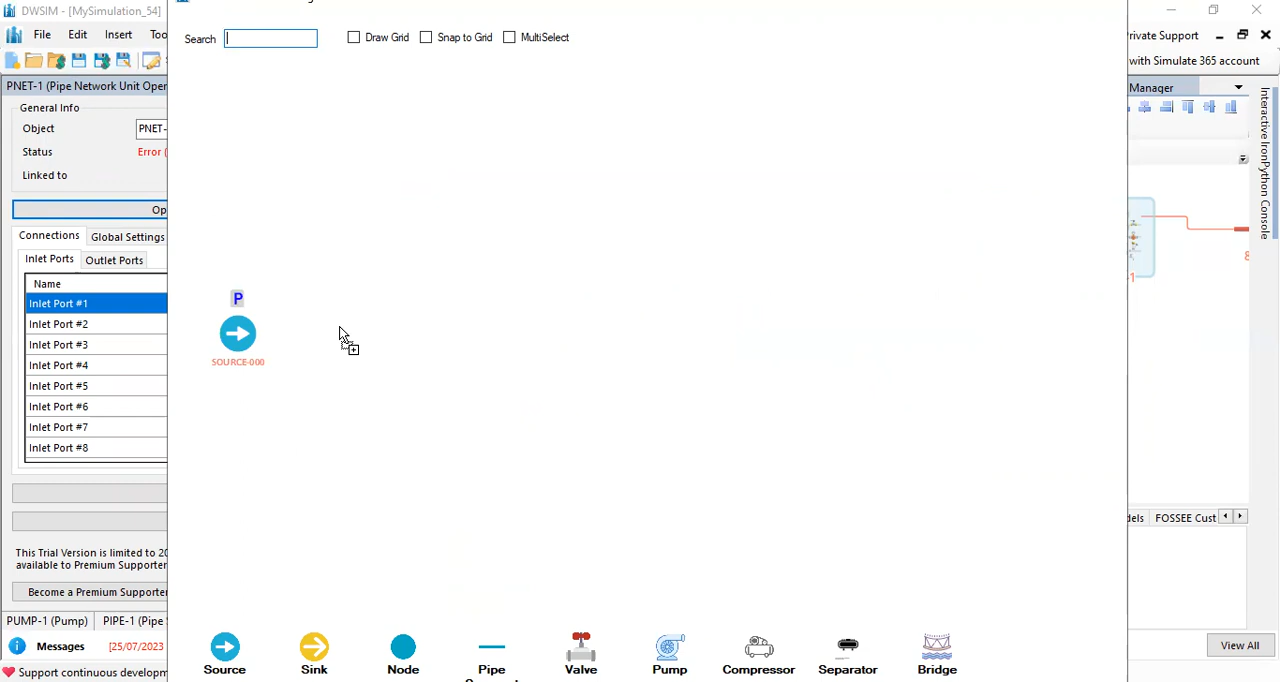 DWSIM - [MySimulation_54]
File Edit Insert Too
Private Support
with Simulate 365 account
PNET-1 (Pipe Network Unit Oper
General Info
Object PNET-
Status Error (
Linked to
Op
Connections Global Settings
Inlet Ports Outlet Ports
Name
Inlet Port #1
Inlet Port #2
Inlet Port #3
Inlet Port #4
Inlet Port #5
Inlet Port #6
Inlet Port #7
Inlet Port #8
This Trial Version is limited to 20
available to Premium Supporter
Become a Premium Supporter
PUMP-1 (Pump) PIPE-1 (Pipe
Messages [25/07/2023
Support continuous developm
Search
Draw Grid Snap to Grid MultiSelect
P
SOURCE-000
Source Sink Node Pipe Valve Pump Compressor Separator Bridge
Manager
Interactive IronPython Console
-1
8
dels FOSSEE Cust
View All